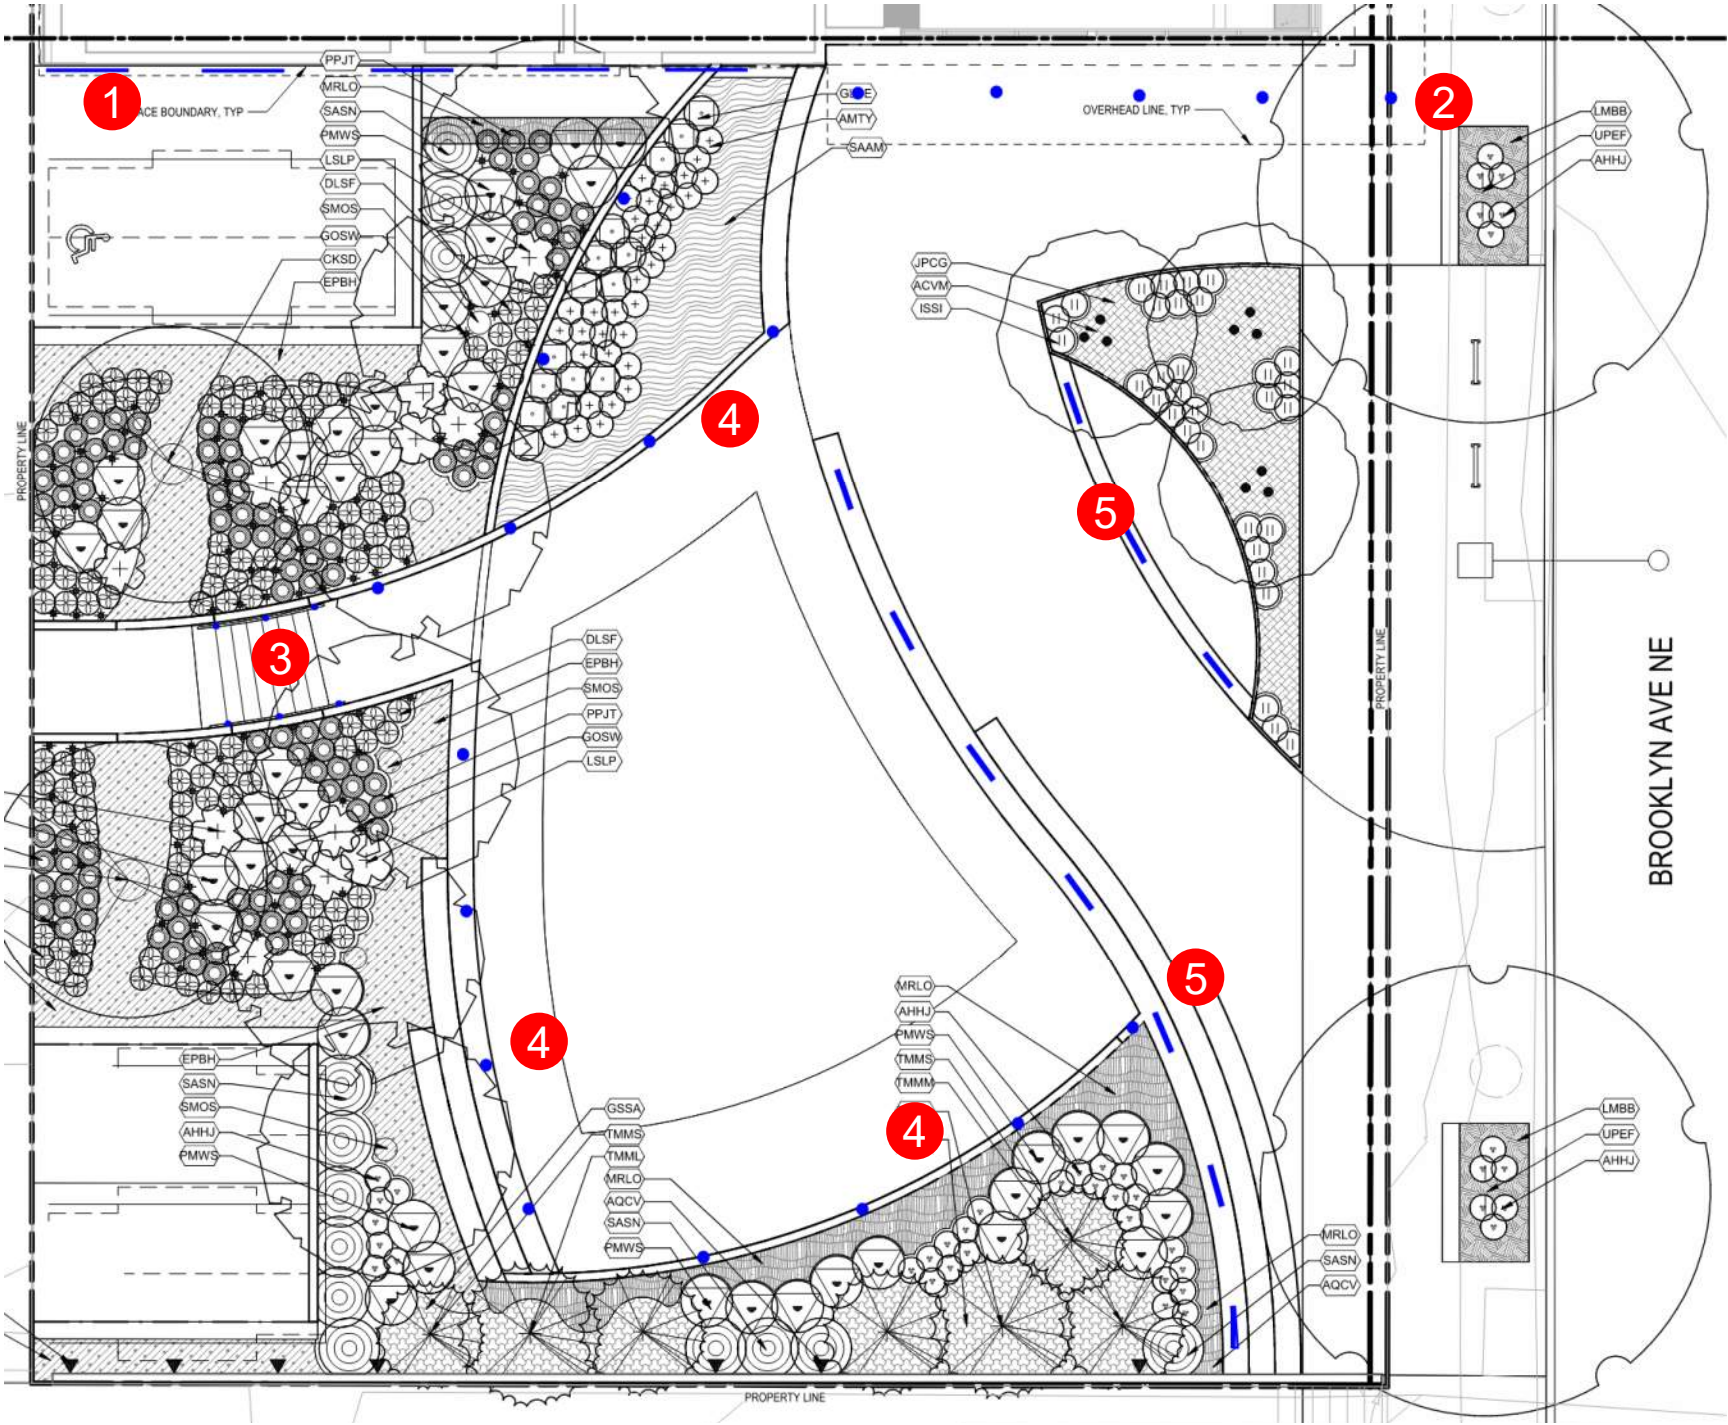 PPJT
MRLO
SASN
PMWS
LSLP
DLSF
SMOS
GOSW
CKSD
EPBH
1
ACE BOUNDARY, TYP
AMTY
SAAM
OVERHEAD LINE, TYP
2
LMBB
UPEF
AHHJ
JPCG
ACVM
ISSI
4
5
PROPERTY LINE
3
DLSF
EPBH
SMOS
PPJT
GOSW
LSLP
PROPERTY LINE
BROOKLYN AVE NE
MRLO
AHHJ
PMWS
TMMS
TMMM
5
4
4
EPBH
SASN
SMOS
AHHJ
PMWS
GSSA
TMMS
TMML
MRLO
AQCV
SASN
PMWS
LMBB
UPEF
AHHJ
MRLO
SASN
AQCV
PROPERTY LINE